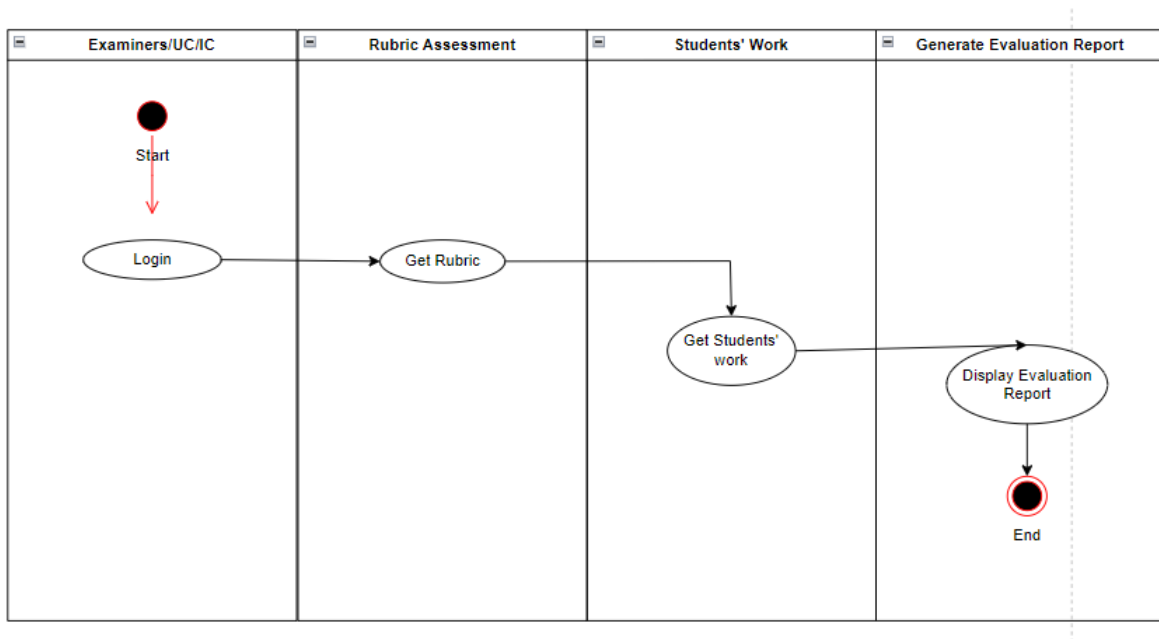 Examiners/UC/IC
Rubric Assessment
Students' Work
Generate Evaluation Report
Start
Login
Get Rubric
Get Students'
work
Display Evaluation
Report
End